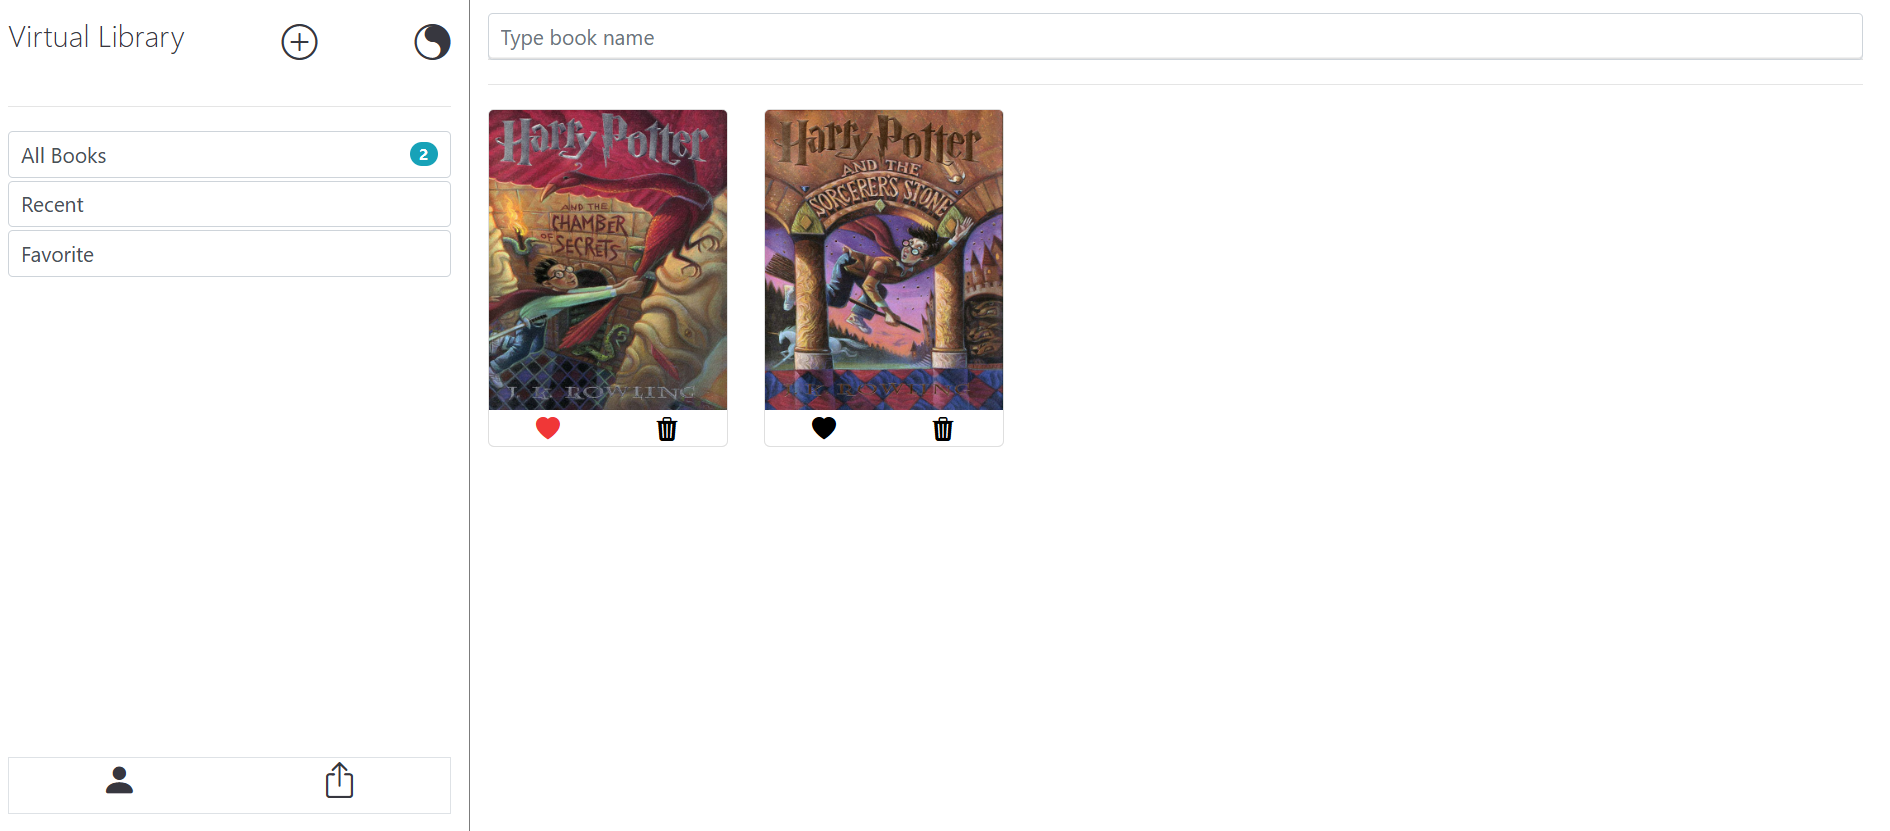 Virtual Library
All Books
2
Recent
Favorite
Type book name
Harry Potter
AND THE
CHAMBER
OF
SECRETS
J. K. ROWLING
Harry Potter
AND THE
SORCERER'S STONE
J. K. ROWLING